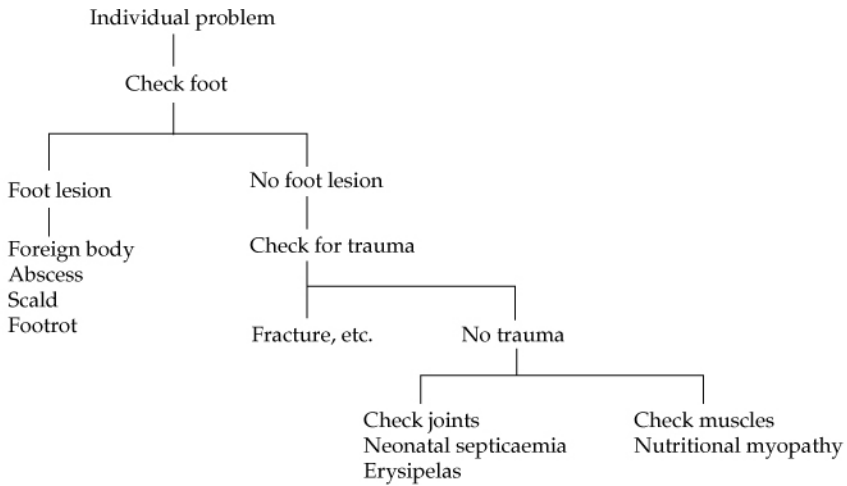 Individual problem
Check foot
Foot lesion
No foot lesion
Foreign body
Abscess
Scald
Footrot
Check for trauma
Fracture, etc.
No trauma
Check joints
Neonatal septicaemia
Erysipelas
Check muscles
Nutritional myopathy